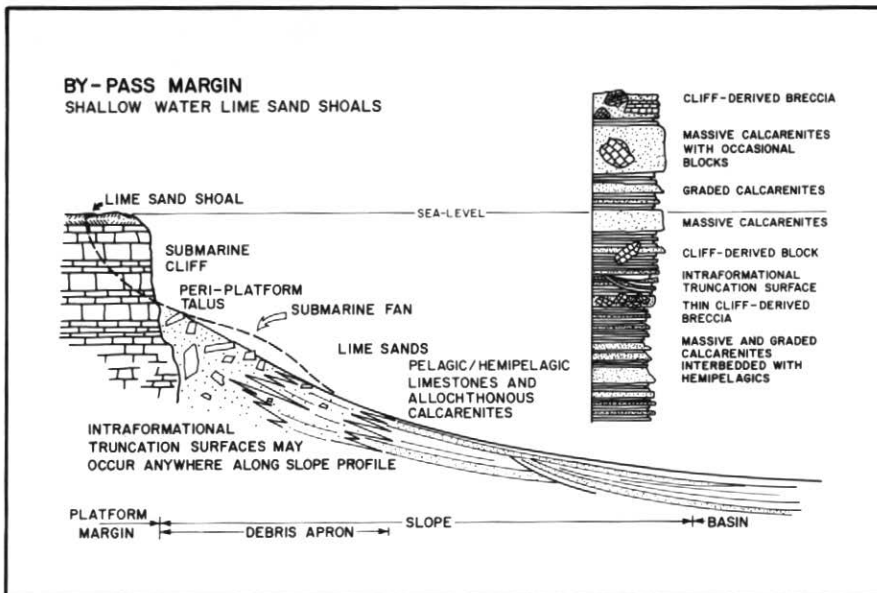 BY-PASS MARGIN
SHALLOW WATER LIME SAND SHOALS
LIME SAND SHOAL
SEA-LEVEL
SUBMARINE
CLIFF
PERI-PLATFORM
TALUS
SUBMARINE FAN
LIME SANDS
PELAGIC/HEMIPELAGIC
LIMESTONES AND
ALLOCHTHONOUS
CALCARENITES
INTRAFORMATIONAL
TRUNCATION SURFACES MAY
OCCUR ANYWHERE ALONG SLOPE PROFILE
PLATFORM
MARGIN
SLOPE
DEBRIS APRON
BASIN
CLIFF-DERIVED BRECCIA
MASSIVE CALCARENITES
WITH OCCASIONAL
BLOCKS
GRADED CALCARENITES
MASSIVE CALCARENITES
CLIFF-DERIVED BLOCK
INTRAFORMATIONAL
TRUNCATION SURFACE
THIN CLIFF-DERIVED
BRECCIA
MASSIVE AND GRADED
CALCARENITES
INTERBEDDED WITH
HEMIPELAGICS